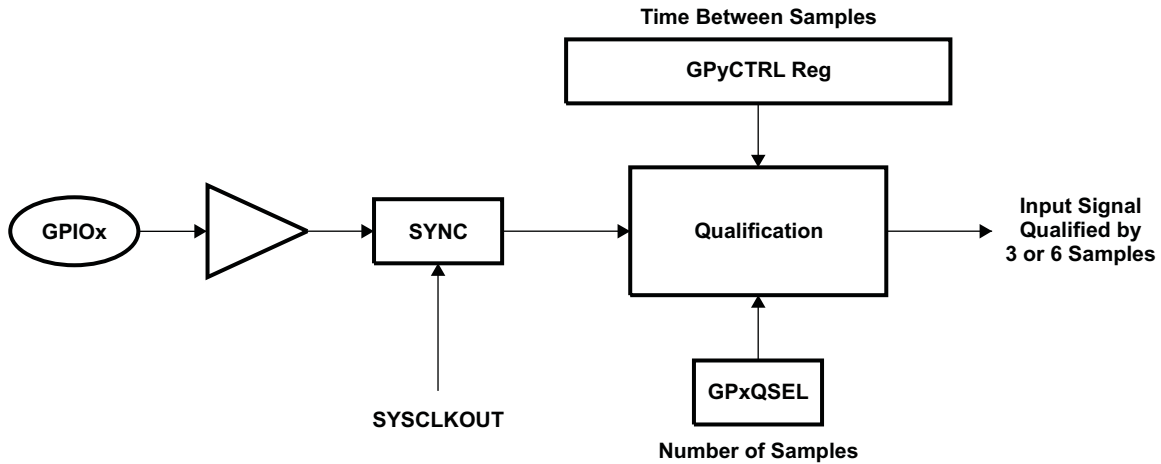 Time Between Samples
GPyCTRL Reg
GPIOx
SYNC
Qualification
Input Signal
Qualified by
3 or 6 Samples
SYSCLKOUT
GPxQSEL
Number of Samples